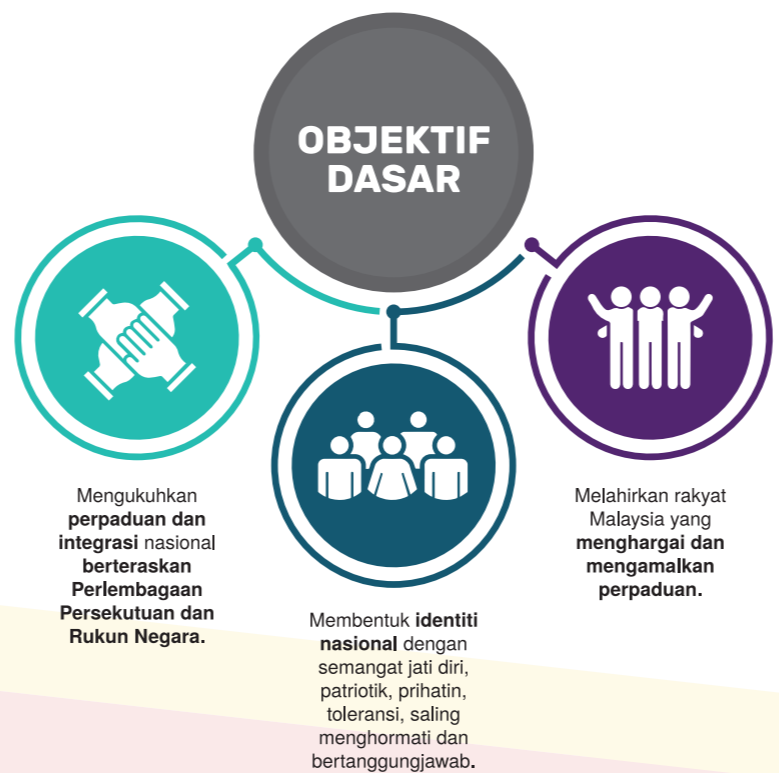 OBJEKTIF
DASAR
Mengukuhkan
perpaduan dan
integrasi nasional
berteraskan
Perlembagaan
Persekutuan dan
Rukun Negara.
Membentuk identiti
nasional dengan
semangat jati diri,
patriotik, prihatin,
toleransi, saling
menghormati dan
bertanggungjawab.
Melahirkan rakyat
Malaysia yang
menghargai dan
mengamalkan
perpaduan.